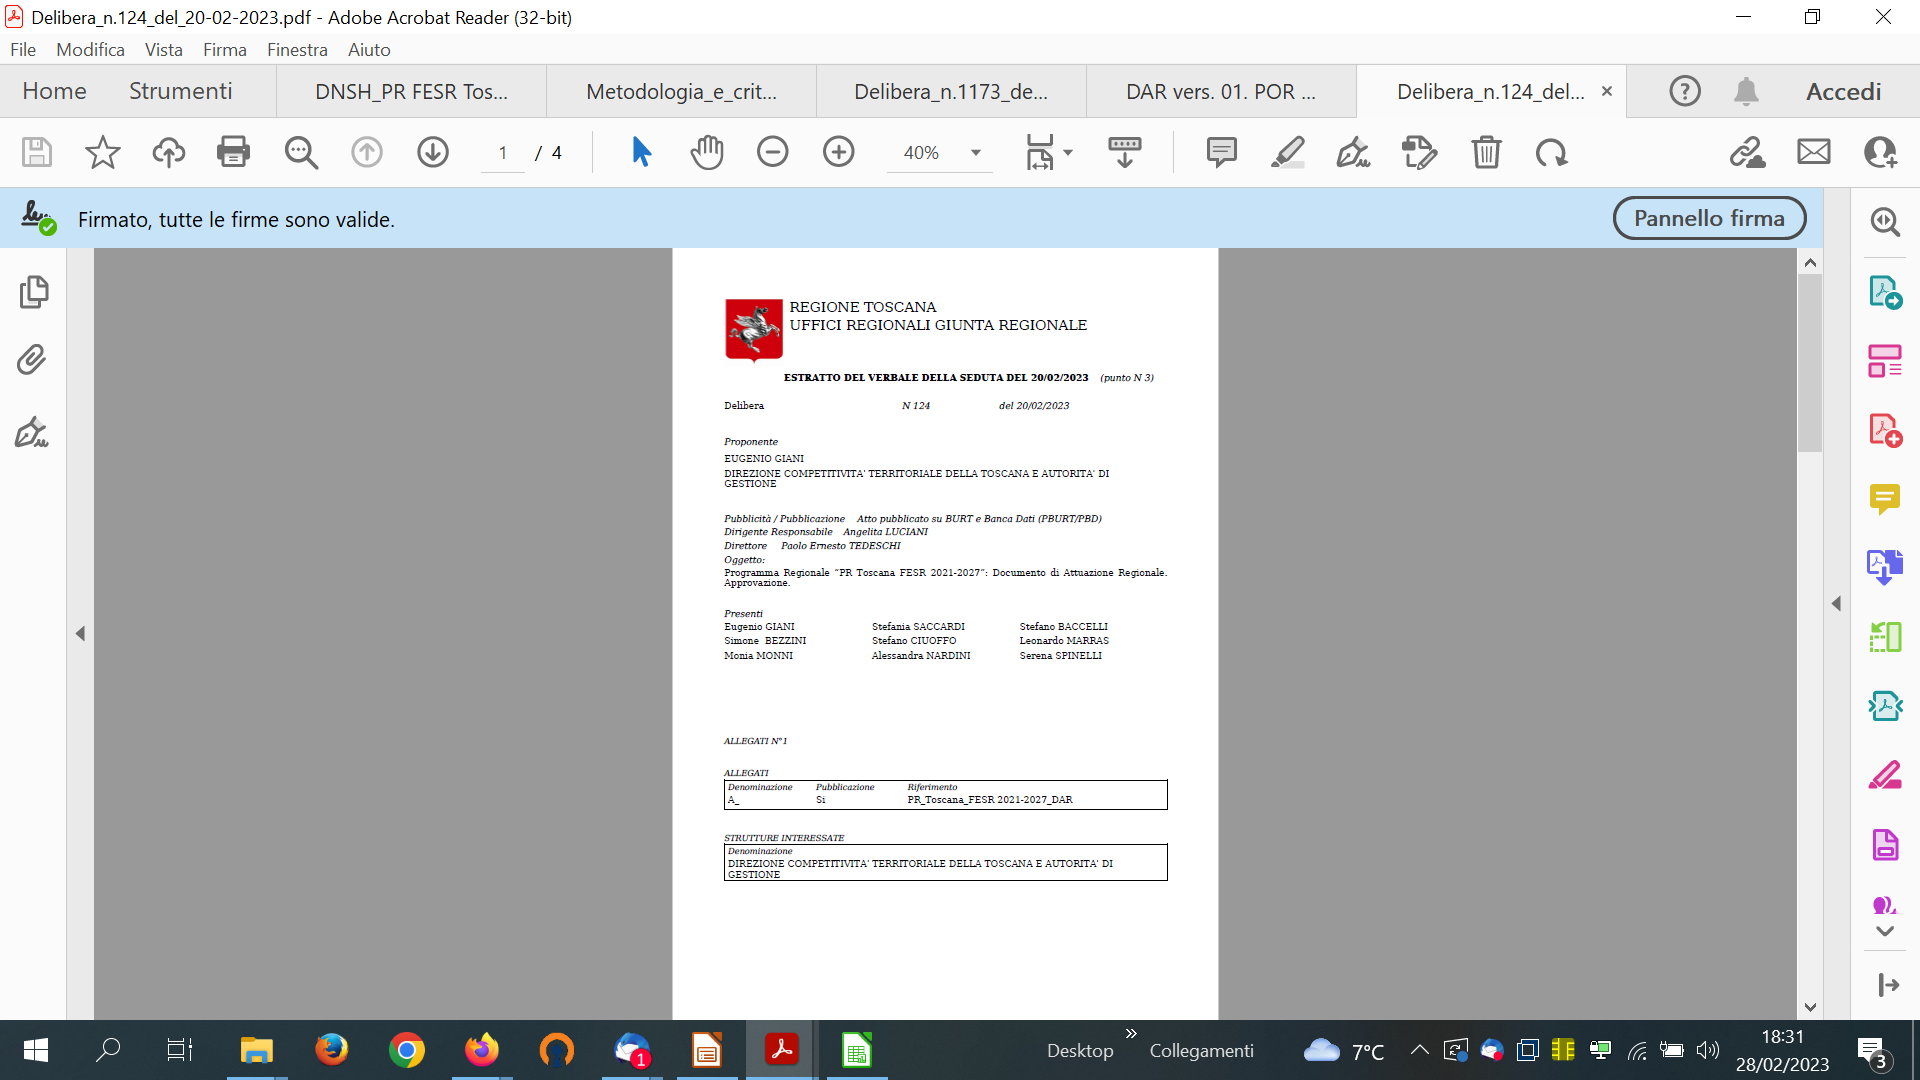 Delibera_n.124_del_20-02-2023.pdf - Adobe Acrobat Reader (32-bit)
File Modifica Vista Firma Finestra Aiuto
Home Strumenti DNSH_PR FESR Tos... Metodologia_e_crit... Delibera_n.1173_de... DAR vers. 01. POR ... Delibera_n.124_del... × ? Accedi
1 / 4 40%
Firmato, tutte le firme sono valide. Pannello firma
REGIONE TOSCANA
UFFICI REGIONALI GIUNTA REGIONALE
ESTRATTO DEL VERBALE DELLA SEDUTA DEL 20/02/2023 (punto N 3)
Delibera N 124 del 20/02/2023
Proponente
EUGENIO GIANI
DIREZIONE COMPETITIVITA' TERRITORIALE DELLA TOSCANA E AUTORITA' DI
GESTIONE
Pubblicità / Pubblicazione Atto pubblicato su BURT e Banca Dati (PBURT/PBD)
Dirigente Responsabile Angelita LUCIANI
Direttore Paolo Ernesto TEDESCHI
Oggetto:
Programma Regionale “PR Toscana FESR 2021-2027”: Documento di Attuazione Regionale.
Approvazione.
Presenti
Eugenio GIANI Stefania SACCARDI Stefano BACCELLI
Simone BEZZINI Stefano CIUOFFO Leonardo MARRAS
Monia MONNI Alessandra NARDINI Serena SPINELLI
ALLEGATI N°1
ALLEGATI
Denominazione Pubblicazione Riferimento
A_ Si PR_Toscana_FESR 2021-2027_DAR
STRUTTURE INTERESSATE
Denominazione
DIREZIONE COMPETITIVITA' TERRITORIALE DELLA TOSCANA E AUTORITA' DI
GESTIONE
1 Desktop » Collegamenti 7°C 18:31
28/02/2023 3